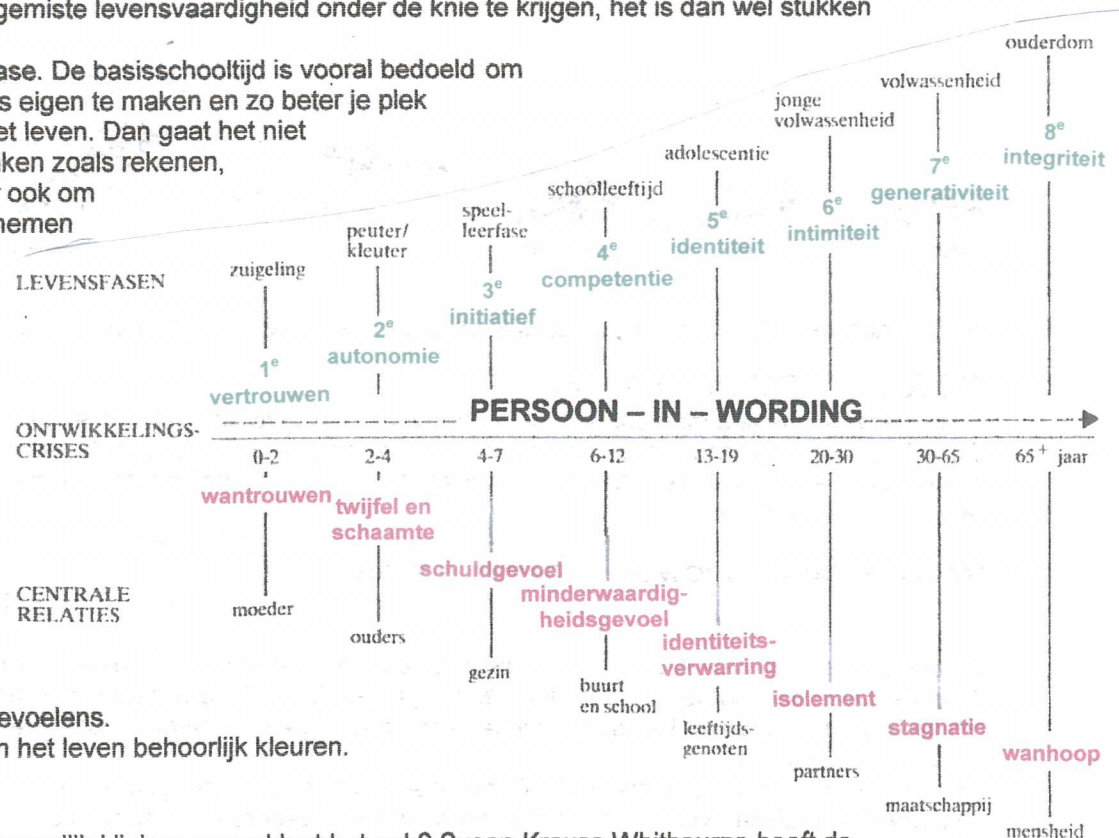 gemiste levensvaardigheid onder de knie te krijgen, het is dan wel stukken
ase. De basisschooltijd is vooral bedoeld om
s eigen te maken en zo beter je plek
et leven. Dan gaat het niet
ken zoals rekenen,
ook om
nemen
LEVENSFASEN
zuigeling
peuter/
kleuter
speel-
leerfase
schoolleeftijd
adolescentie
jonge
volwassenheid
volwassenheid
ouderdom
1e
vertrouwen
2e
autonomie
3e
initiatief
4e
competentie
5e
identiteit
6e
intimiteit
7e
generativiteit
8e
integriteit
PERSOON – IN – WORDING
ONTWIKKELINGS-
CRISES
0-2 2-4 4-7 6-12 13-19 20-30 30-65 65+ jaar
wantrouwen
twijfel en
schaamte
schuldgevoel
minderwaardig-
heidsgevoel
identiteits-
verwarring
isolement
stagnatie
wanhoop
CENTRALE
RELATIES
moeder
ouders
gezin
buurt
en school
leeftijds-
genoten
partners
maatschappij
mensheid
evoelens.
n het leven behoorlijk kleuren.